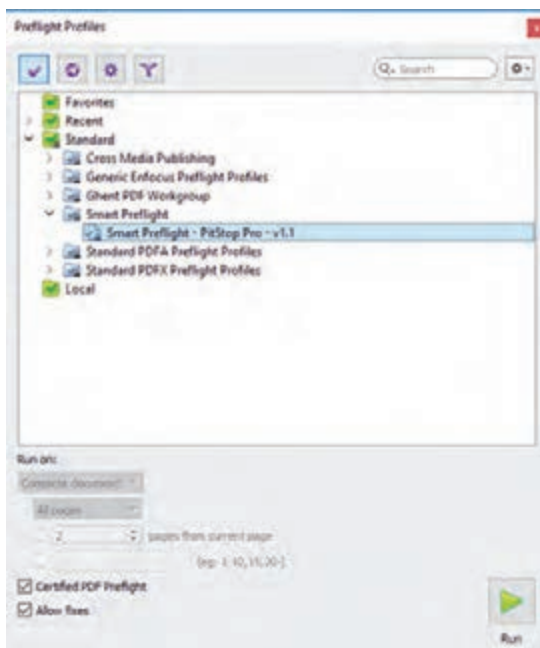 Preflight Profiles
Search
Favorites
Recent
Standard
Cross Media Publishing
Generic Enfocus Preflight Profiles
Ghent PDF Workgroup
Smart Preflight
Smart Preflight - PitStop Pro - v1.1
Standard PDFA Preflight Profiles
Standard PDFX Preflight Profiles
Local
Run on:
Complete document
All pages
2 pages from current page
Certified PDF Preflight
Allow fixes
Run